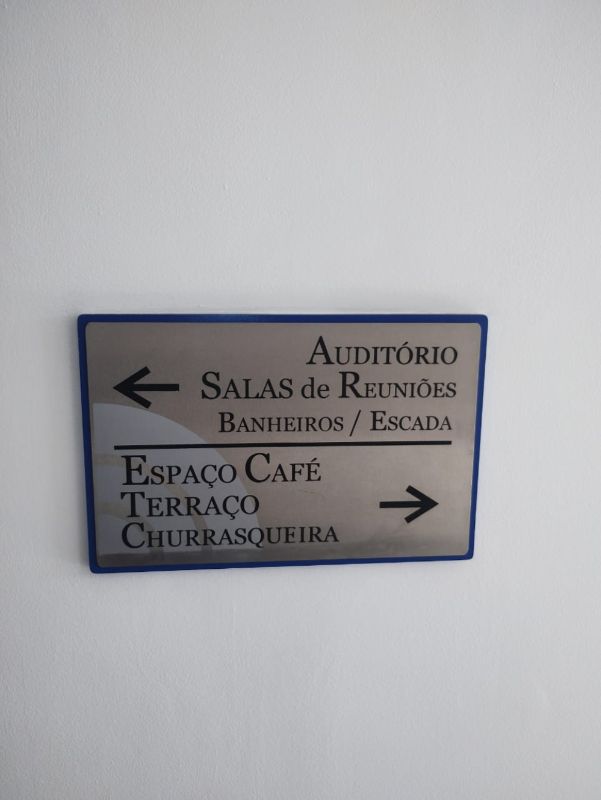 Auditório
Salas de Reuniões
Banheiros / Escada
Espaço Café
Terraço
Churrasqueira